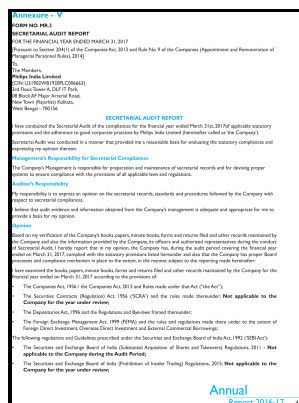 Annexure - V
FORM NO. MR.3
SECRETARIAL AUDIT REPORT
FOR THE FINANCIAL YEAR ENDED MARCH 31, 2017
[Pursuant to Section 204(1) of the Companies Act, 2013 and Rule No. 9 of the Companies (Appointment and Remuneration of
Managerial Personnel Rules), 2014]
To,
The Members,
Philips India Limited
[CIN: U31902WB1930PLC006663]
3rd Floor, Tower A, DLF IT Park,
08 Block AF Major Arterial Road,
New Town (Rajarhat) Kolkata,
West Bengal - 700156
SECRETARIAL AUDIT REPORT
I have conducted the Secretarial Audit of the compliances for the financial year ended March 31st, 2017of applicable statutory
provisions and the adherence to good corporate practices by Philips India Limited (hereinafter called as 'the Company').
Secretarial Audit was conducted in a manner that provided me a reasonable basis for evaluating the statutory compliances and
expressing my opinion thereon.
Management's Responsibility for Secretarial Compliances
The Company's Management is responsible for preparation and maintenance of secretarial records and for devising proper
systems to ensure compliance with the provisions of all applicable laws and regulations.
Auditor's Responsibility
My responsibility is to express an opinion on the secretarial records, standards and procedures followed by the Company with
respect to secretarial compliances.
I believe that audit evidence and information obtained from the Company's management is adequate and appropriate for me to
provide a basis for my opinion.
Opinion
Based on my verification of the Company's books, papers, minute books, forms and returns filed and other records maintained by
the Company and also the information provided by the Company, its officers and authorized representatives during the conduct
of Secretarial Audit, I hereby report that in my opinion, the Company has, during the audit period covering the financial year
ended on March 31, 2017, complied with the statutory provisions listed hereunder and also that the Company has proper Board
processes and compliance mechanism in place to the extent, in the manner, subject to the reporting made hereinafter:
I have examined the books, papers, minute books, forms and returns filed and other records maintained by the Company for the
financial year ended on March 31, 2017 according to the provisions of:
- The Companies Act, 1956 / the Companies Act, 2013 and Rules made under that Act ("the Act");
- The Securities Contracts (Regulation) Act, 1956 ('SCRA') and the rules made thereunder; Not applicable to the
Company for the year under review;
- The Depositories Act, 1996 and the Regulations and Bye-laws framed thereunder;
- The Foreign Exchange Management Act, 1999 (FEMA) and the rules and regulations made there under to the extent of
Foreign Direct Investment, Overseas Direct Investment and External Commercial Borrowings;
The following regulations and Guidelines prescribed under the Securities and Exchange Board of India Act, 1992 ('SEBI Act');
- The Securities and Exchange Board of India (Substantial Acquisition of Shares and Takeovers) Regulations, 2011 - Not
applicable to the Company during the Audit Period;
- The Securities and Exchange Board of India (Prohibition of Insider Trading) Regulations, 2015; Not applicable to the
Company for the year under review;
Annual
Report 2016-17